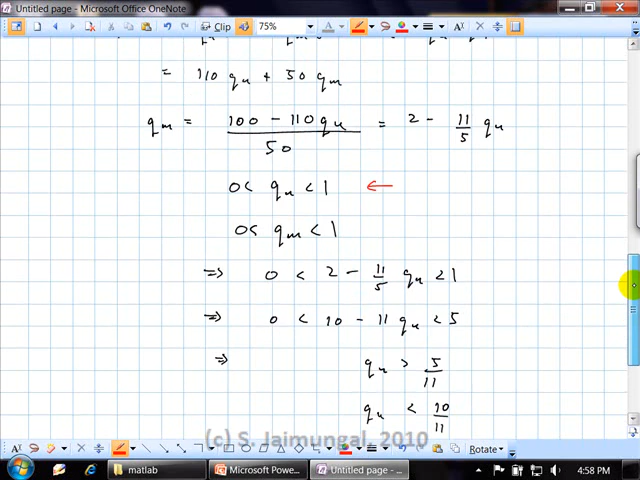 Untitled page - Microsoft Office OneNote
Clip 75%
= 110 qu + 50 qm
qm = 100 - 110 qu / 50 = 2 - 11/5 qu
0 < qu < 1 ←
0 < qm < 1
⇒ 0 < 2 - 11/5 qu < 1
⇒ 0 < 10 - 11 qu < 5
⇒ qu > 5/11
qu < 10/11
(c) S. Jaimungal, 2010
Rotate
matlab Microsoft Powe... Untitled page - ... 4:58 PM